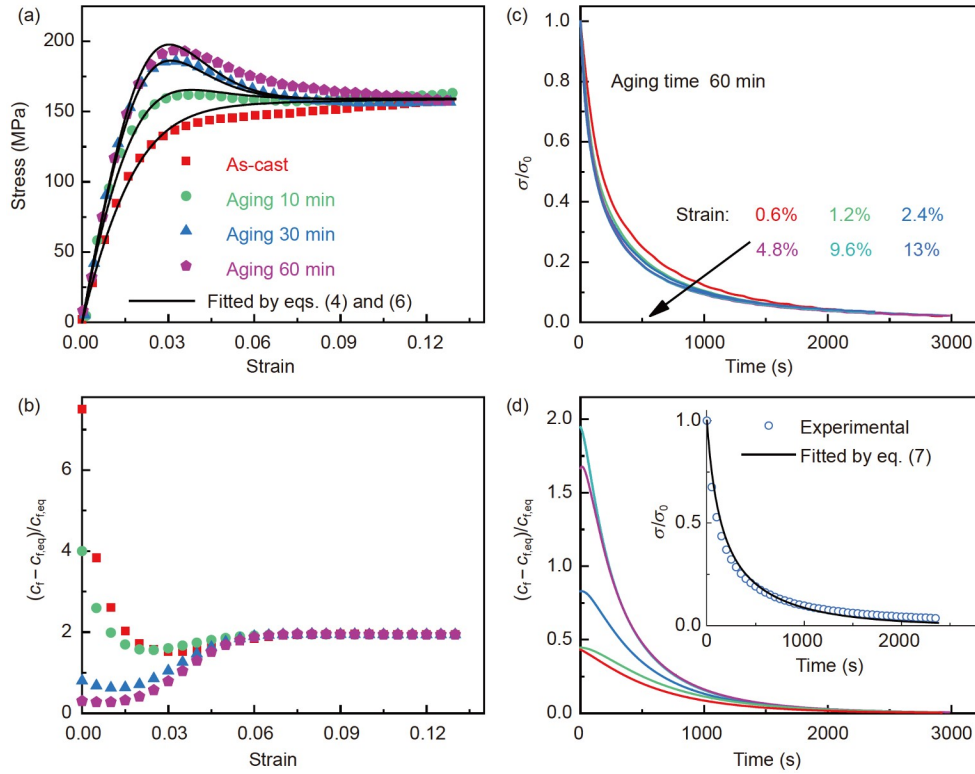 (a)
200
150
100
50
0
Stress (MPa)
As-cast
Aging 10 min
Aging 30 min
Aging 60 min
Fitted by eqs. (4) and (6)
0.00 0.03 0.06 0.09 0.12
Strain
(c)
1.0
0.8
0.6
0.4
0.2
0.0
σ/σ0
Aging time 60 min
Strain: 0.6% 1.2% 2.4%
4.8% 9.6% 13%
0 1000 2000 3000
Time (s)
(b)
6
4
2
0
(cf − cf,eq)/cf,eq
0.00 0.03 0.06 0.09 0.12
Strain
(d)
2.0
1.5
1.0
0.5
0.0
(cf − cf,eq)/cf,eq
1.0
0.5
0.0
σ/σ0
Experimental
Fitted by eq. (7)
0 1000 2000
Time (s)
0 1000 2000 3000
Time (s)